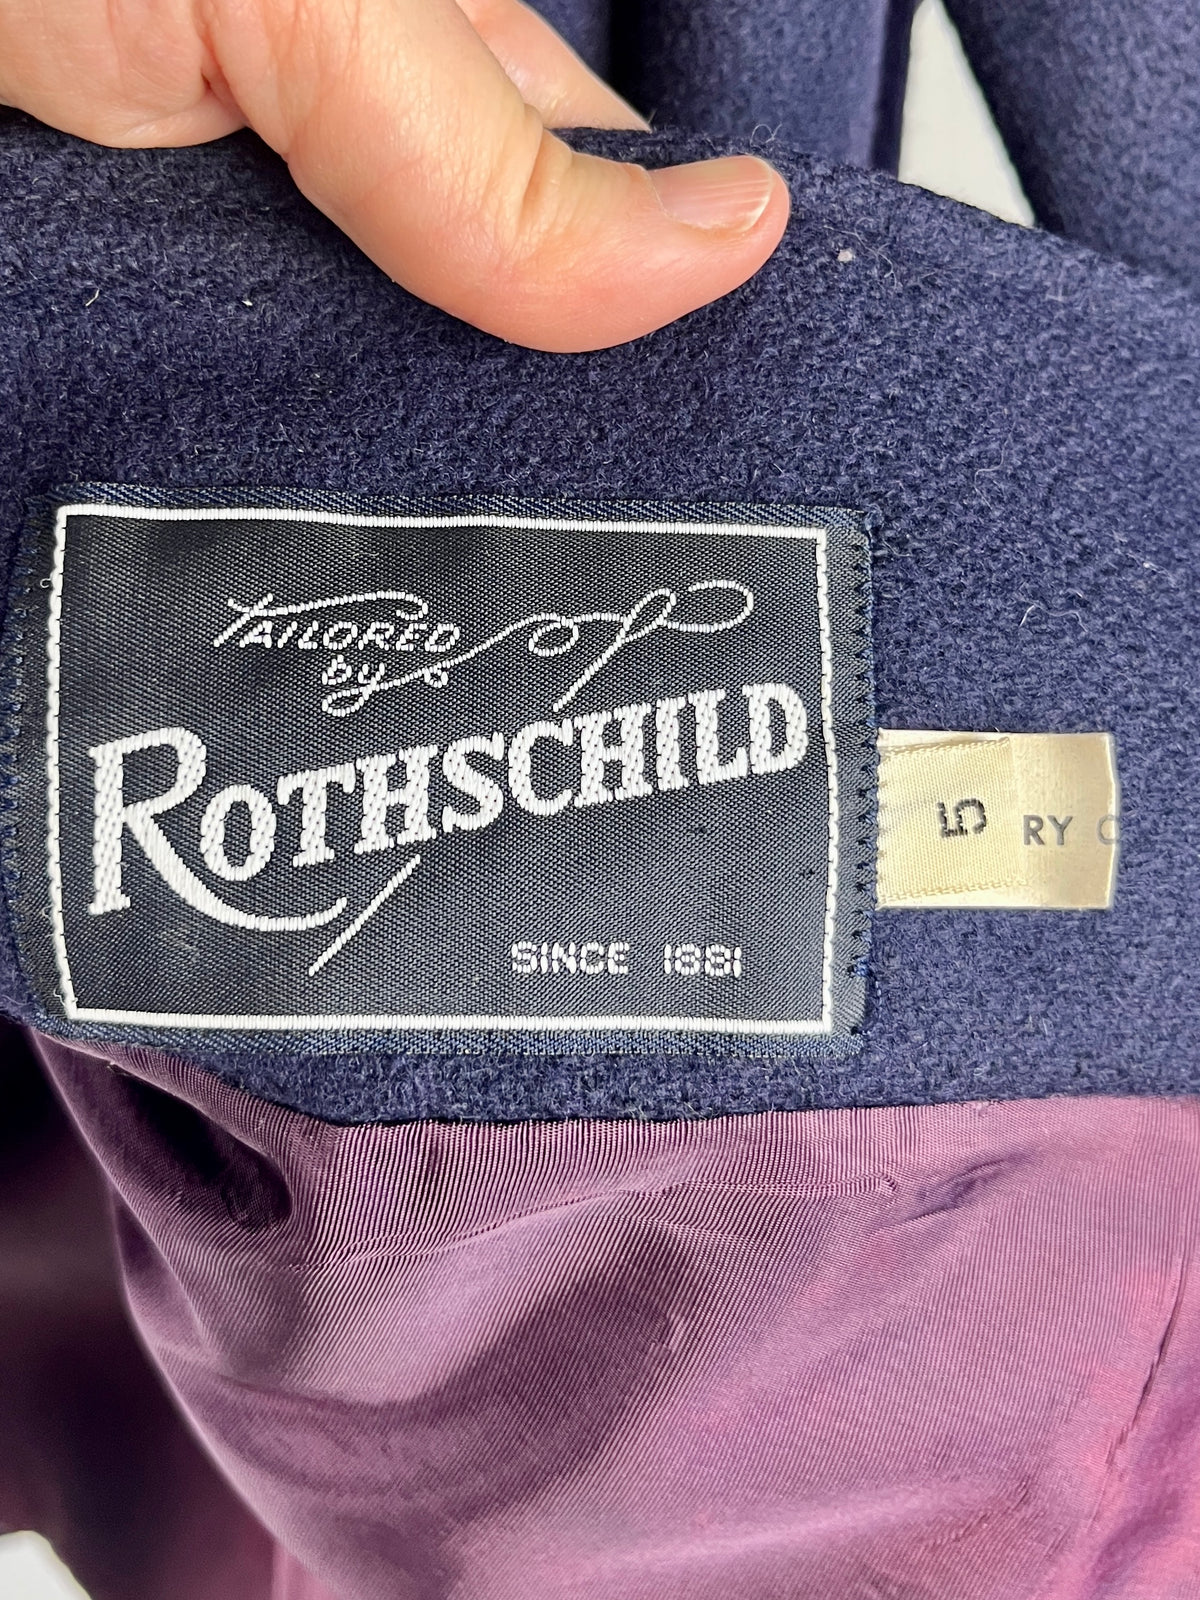 TAILORED
by
ROTHSCHILD
SINCE 1881
5
RY